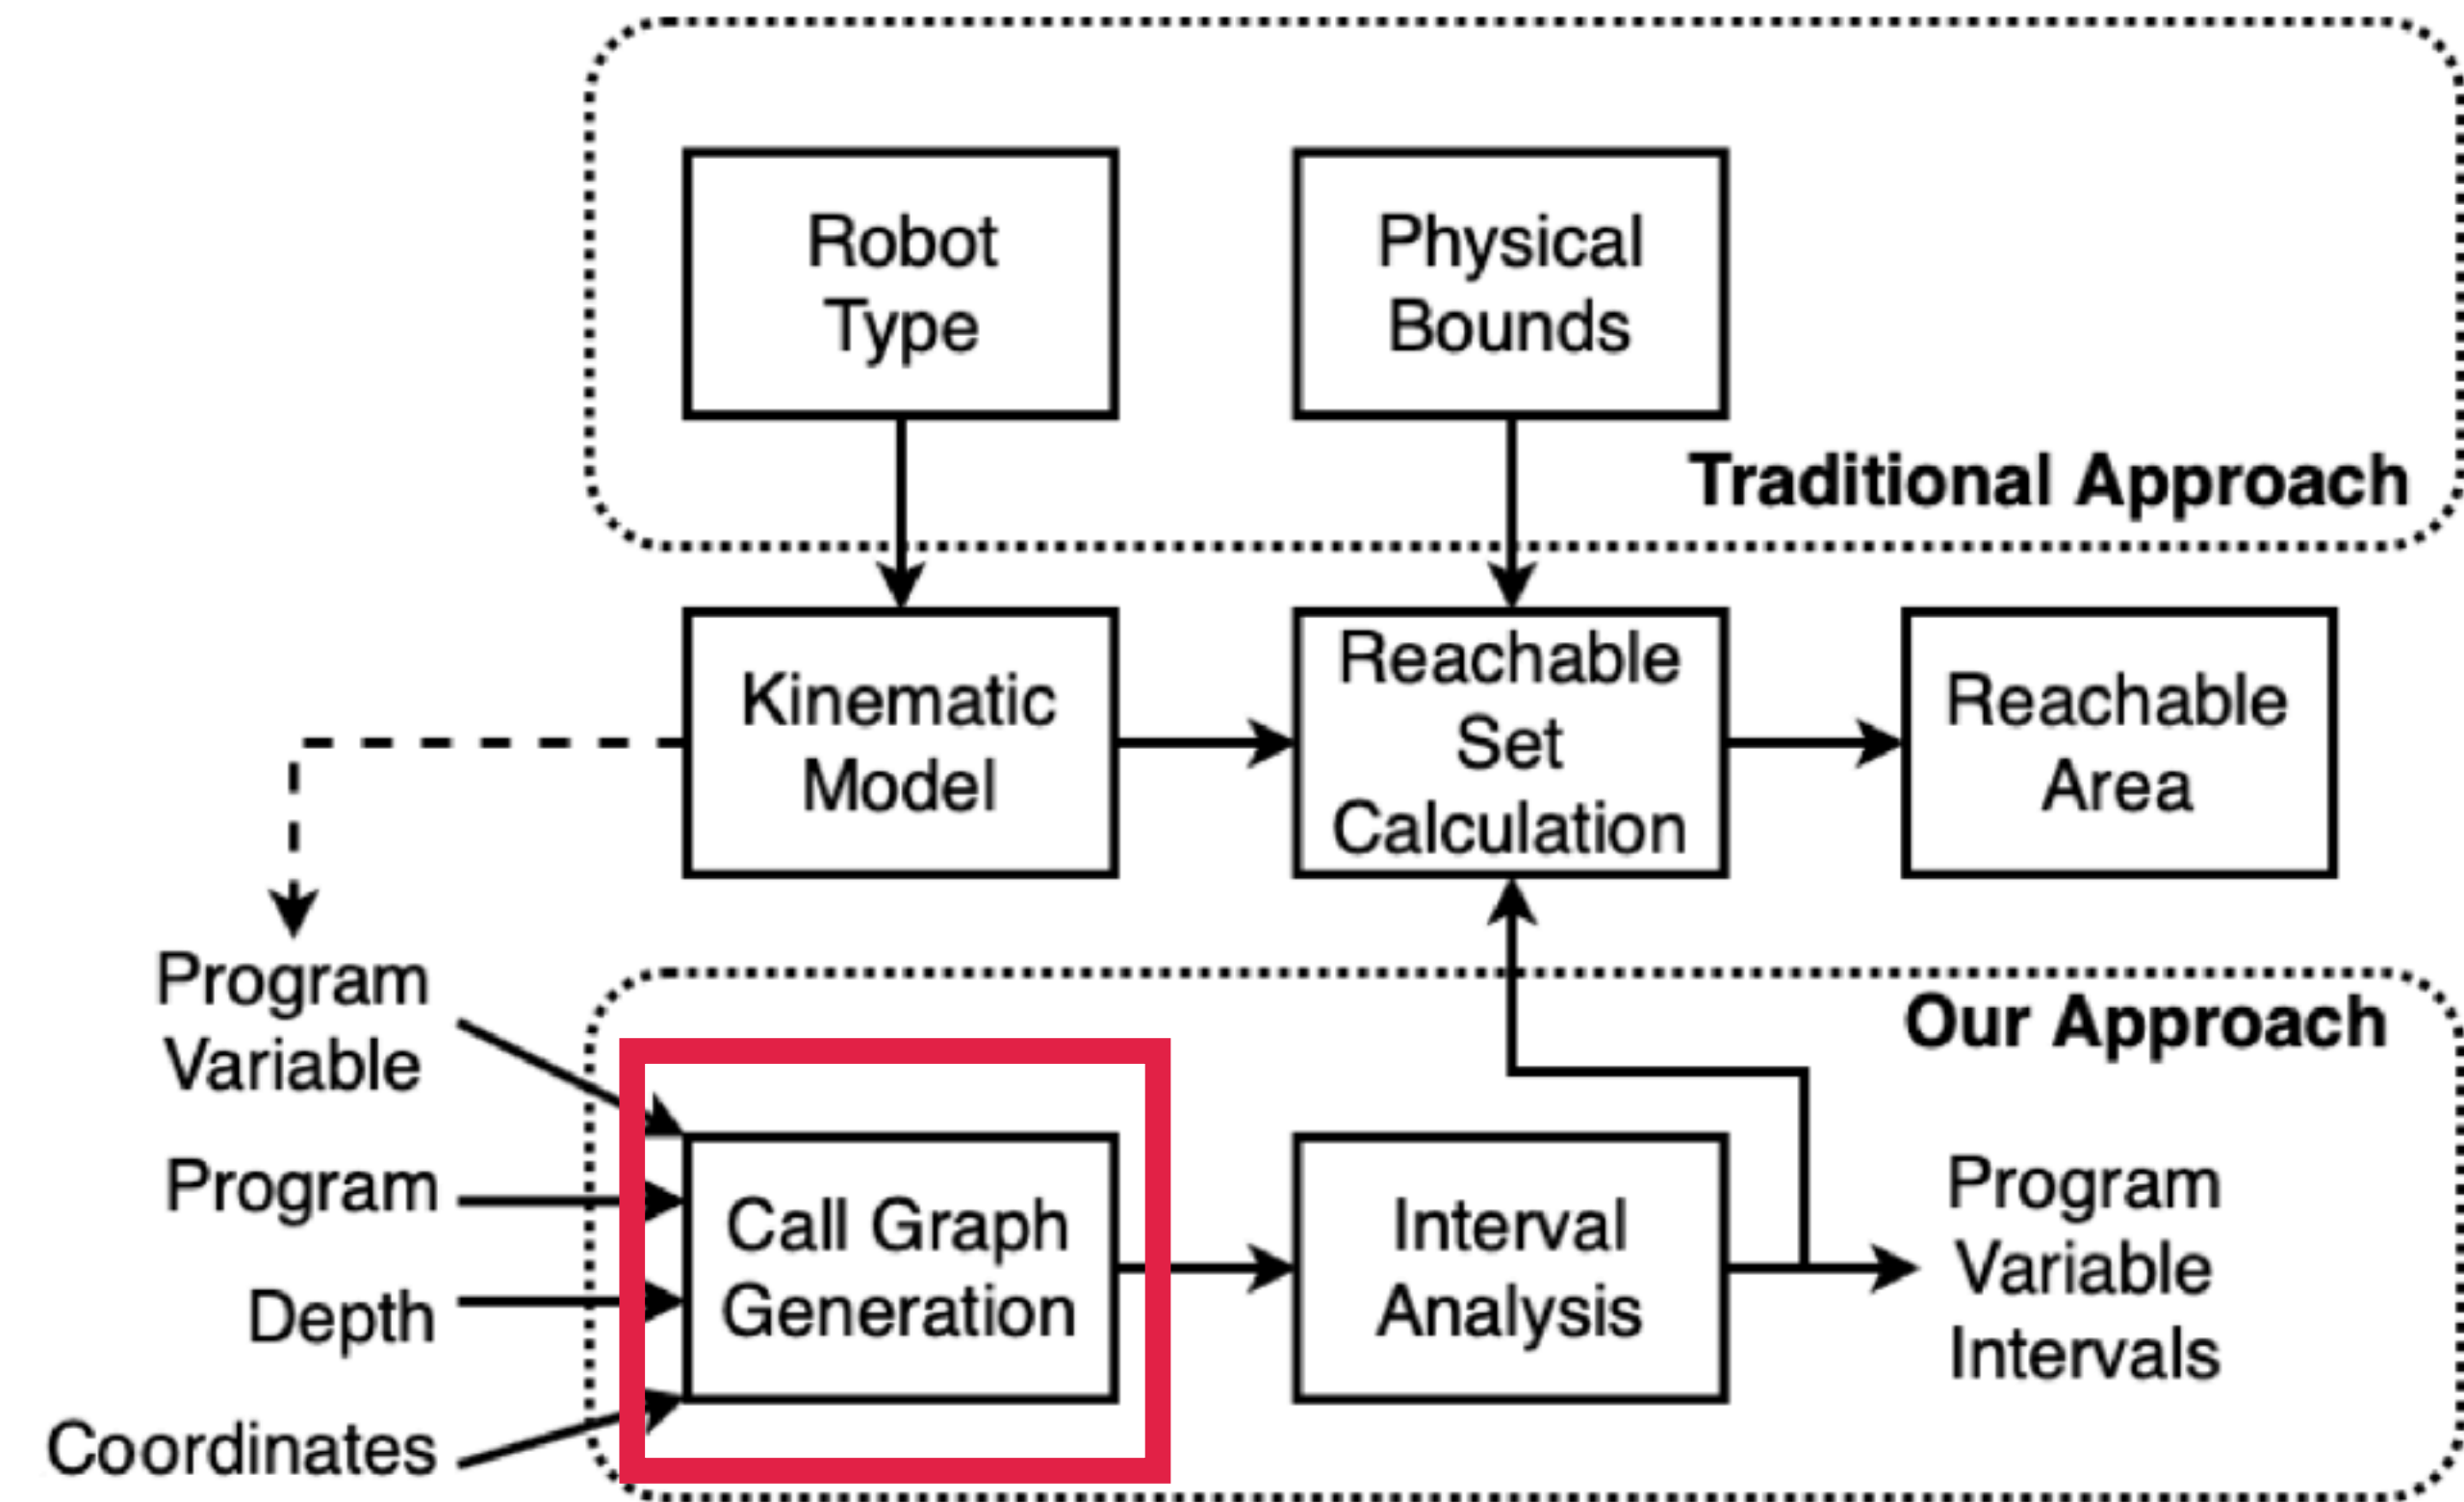 Robot
Type
Physical
Bounds
Traditional Approach
Kinematic
Model
Reachable
Set
Calculation
Reachable
Area
Program
Variable
Our Approach
Program
Depth
Coordinates
Call Graph
Generation
Interval
Analysis
Program
Variable
Intervals